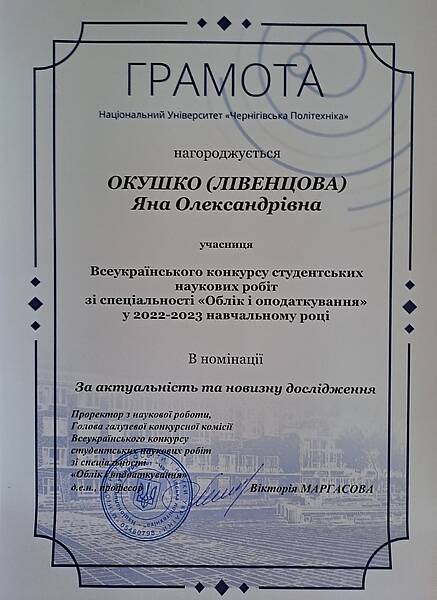 ГРАМОТА
Національний Університет «Чернігівська Політехніка»
нагороджується
ОКУШКО (ЛІВЕНЦОВА)
Яна Олександрівна
учасниця
Всеукраїнського конкурсу студентських
наукових робіт
зі спеціальності «Облік і оподаткування»
у 2022-2023 навчальному році
В номінації
За актуальність та новизну дослідження
Проректор з наукової роботи,
Голова галузевої конкурсної комісії
Всеукраїнського конкурсу
студентських наукових робіт
зі спеціальності
«Облік і оподаткування»
д.е.н., професор
Вікторія МАРГАСОВА